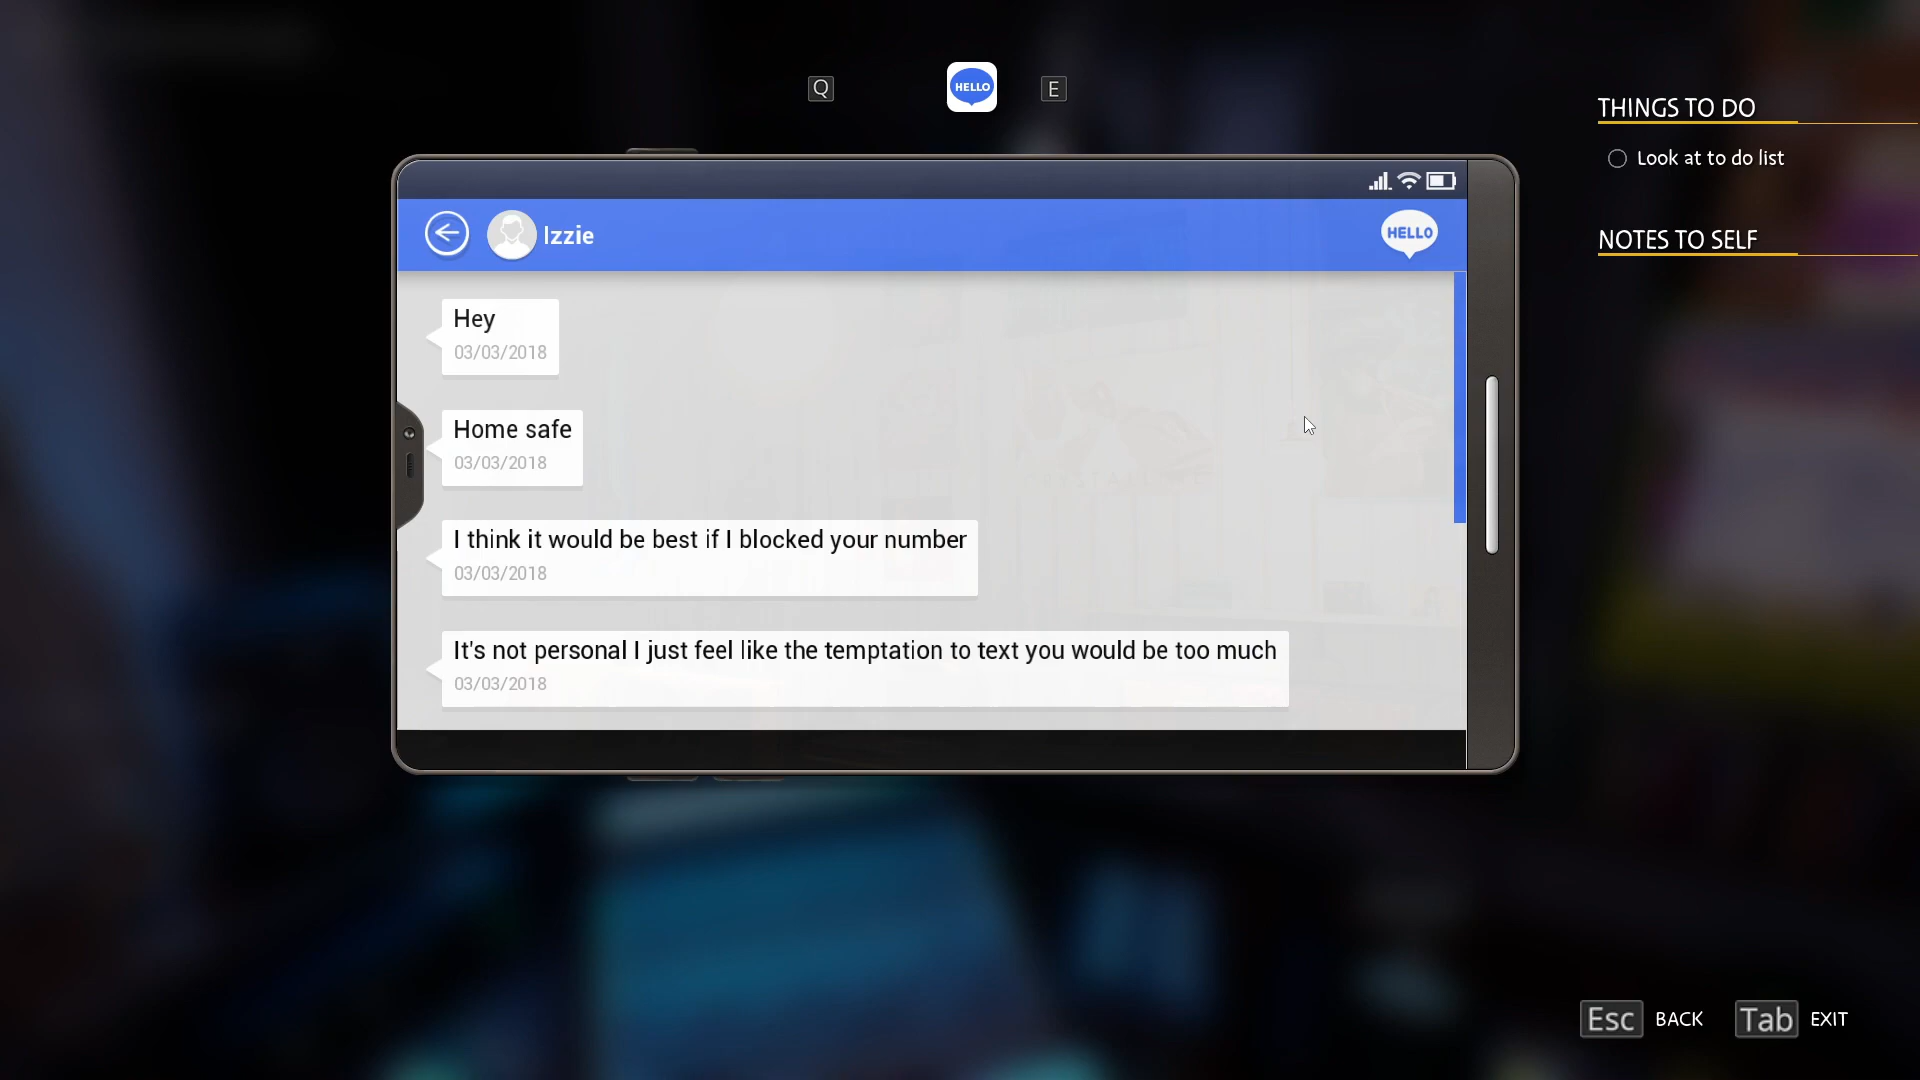 Q
HELLO
E
THINGS TO DO
Look at to do list
NOTES TO SELF
Izzie
HELLO
Hey
03/03/2018
Home safe
03/03/2018
I think it would be best if I blocked your number
03/03/2018
It's not personal I just feel like the temptation to text you would be too much
03/03/2018
Esc BACK Tab EXIT